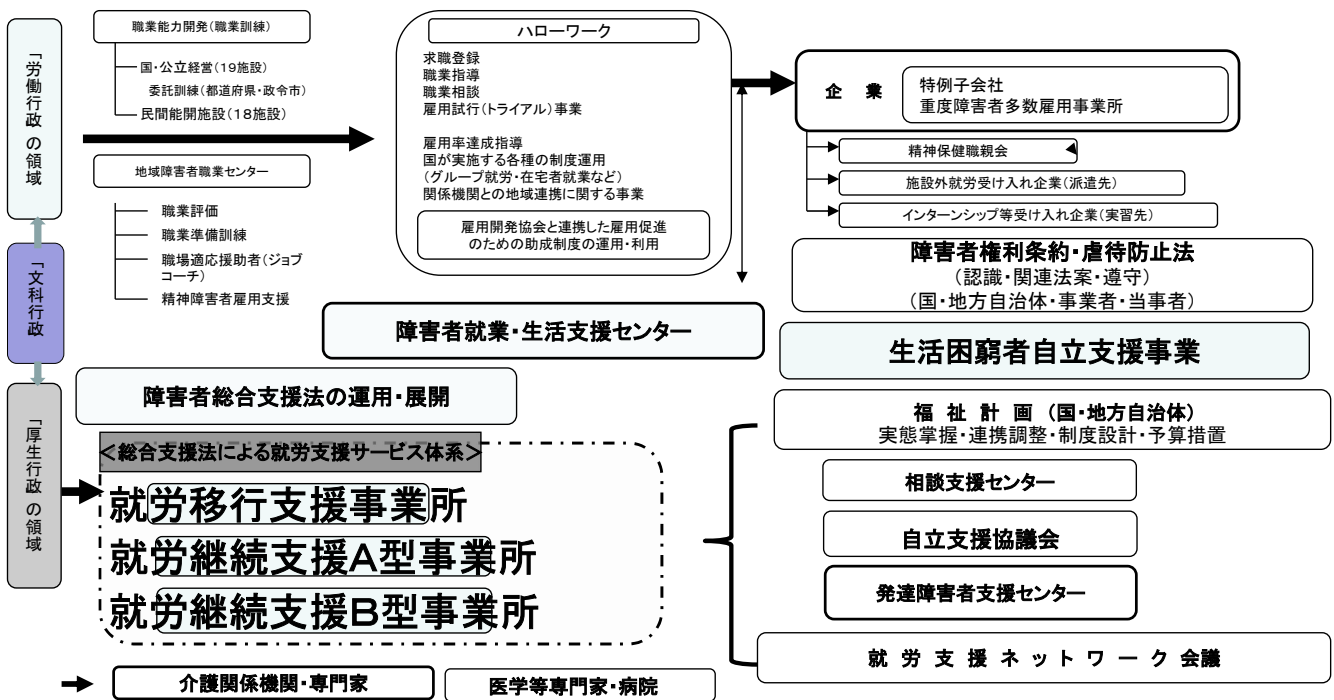 「労働行政」の領域
「文科行政」
「厚生行政」の領域
職業能力開発(職業訓練)
国・公立経営(19施設)
委託訓練(都道府県・政令市)
民間能開施設(18施設)
地域障害者職業センター
職業評価
職業準備訓練
職場適応援助者(ジョブ
コーチ)
精神障害者雇用支援
ハローワーク
求職登録
職業指導
職業相談
雇用試行(トライアル)事業
雇用率達成指導
国が実施する各種の制度運用
(グループ就労・在宅者就業など)
関係機関との地域連携に関する事業
雇用開発協会と連携した雇用促進
のための助成制度の運用・利用
企 業
特例子会社
重度障害者多数雇用事業所
精神保健職親会
施設外就労受け入れ企業(派遣先)
インターンシップ等受け入れ企業(実習先)
障害者権利条約・虐待防止法
(認識・関連法案・遵守)
(国・地方自治体・事業者・当事者)
障害者就業・生活支援センター
生活困窮者自立支援事業
障害者総合支援法の運用・展開
<総合支援法による就労支援サービス体系>
就労移行支援事業所
就労継続支援A型事業所
就労継続支援B型事業所
福 祉 計 画 (国・地方自治体)
実態掌握・連携調整・制度設計・予算措置
相談支援センター
自立支援協議会
発達障害者支援センター
就 労 支 援 ネ ッ ト ワ ー ク 会議
介護関係機関・専門家
医学等専門家・病院